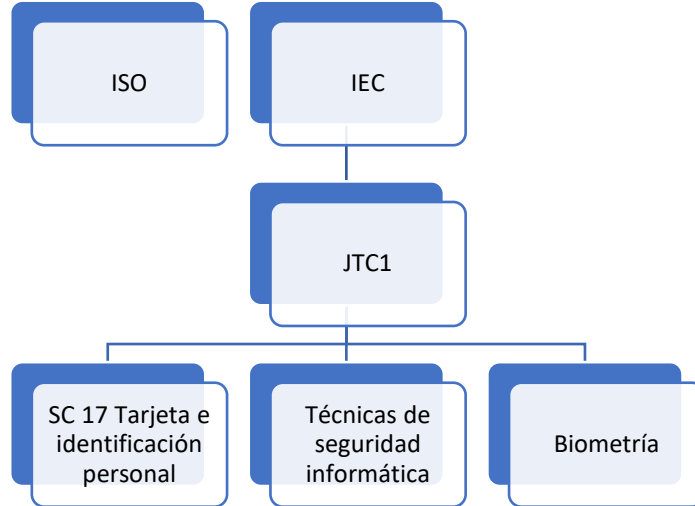 ISO
IEC
JTC1
SC 17 Tarjeta e
identificación
personal
Técnicas de
seguridad
informática
Biometría